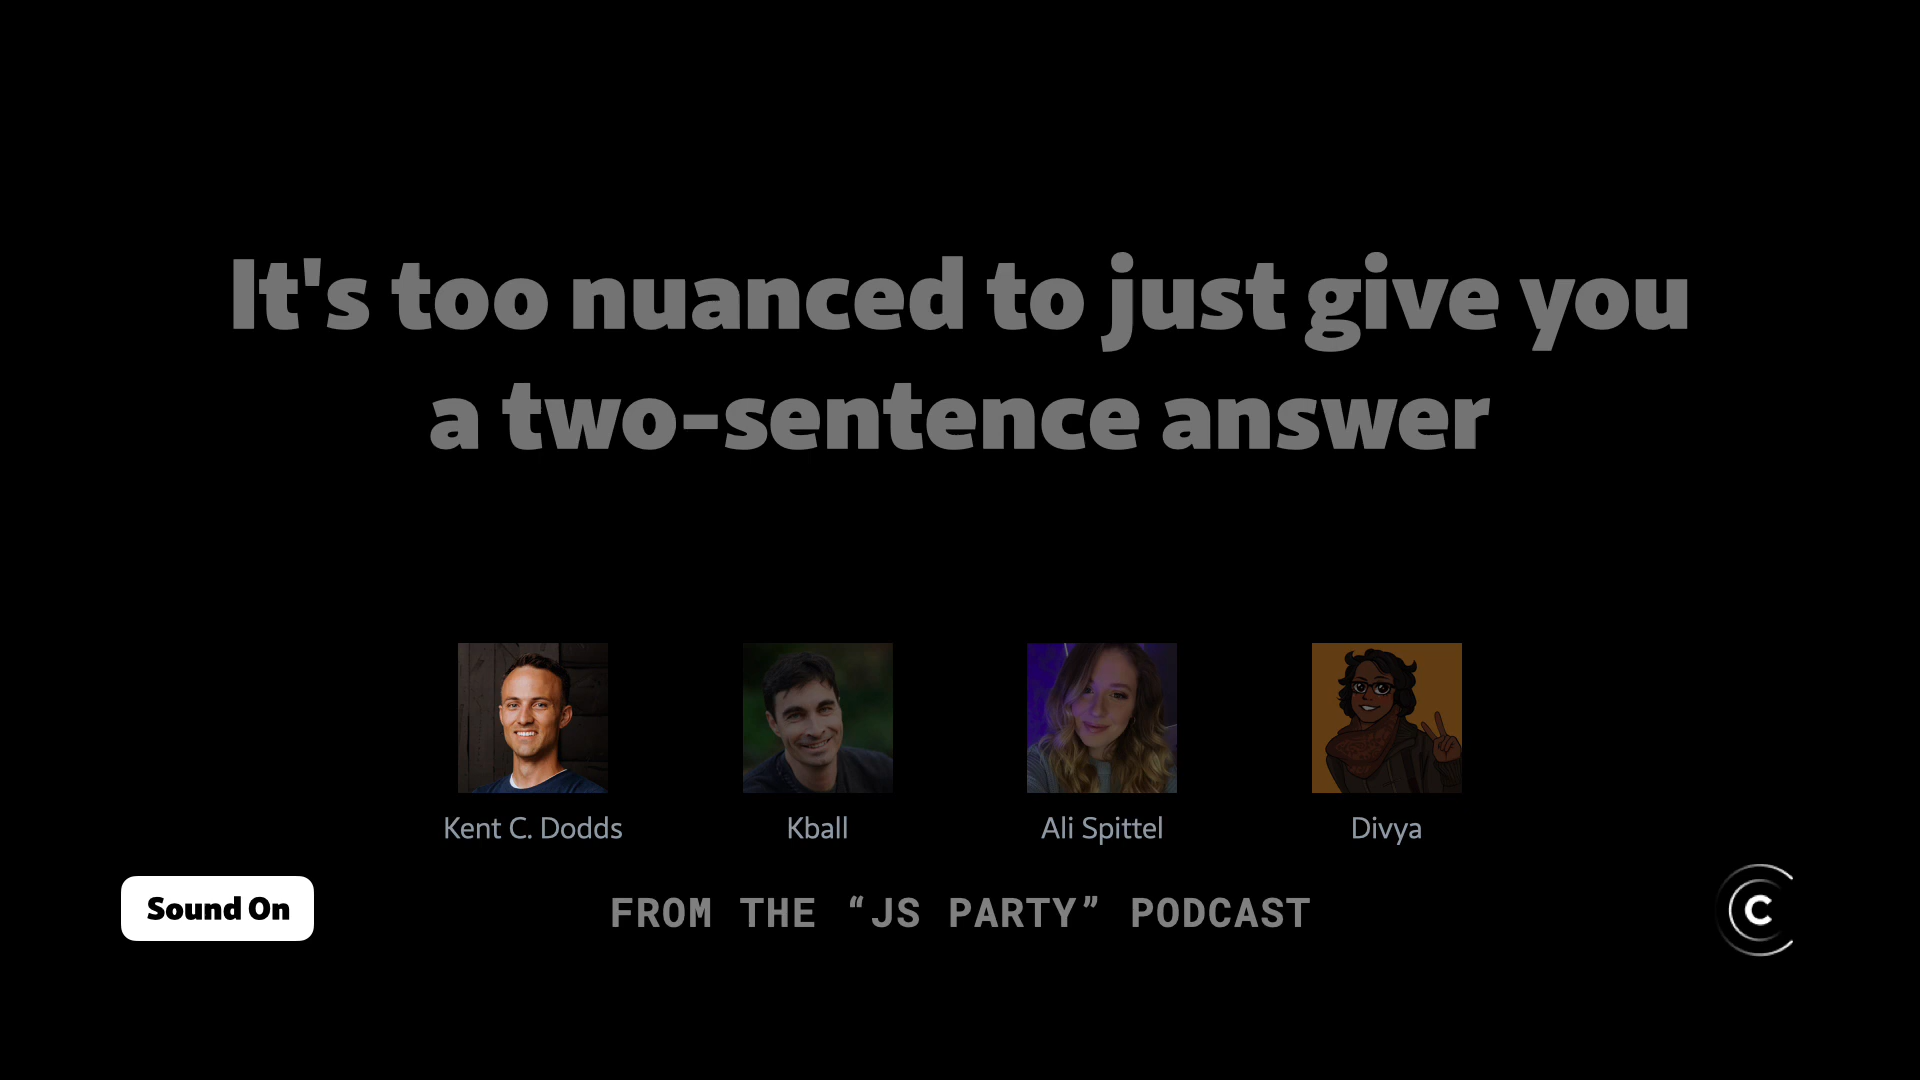 It's too nuanced to just give you
a two-sentence answer
Kent C. Dodds
Kball
Ali Spittel
Divya
Sound On
FROM THE “JS PARTY” PODCAST
C